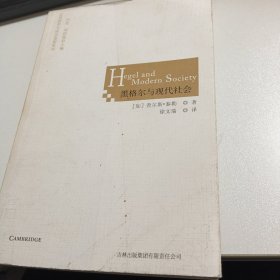 Hegel and
Modern Society
黑格尔与现代社会
[加] 查尔斯·泰勒 著
徐文瑞 译
CAMBRIDGE
吉林出版集团有限责任公司